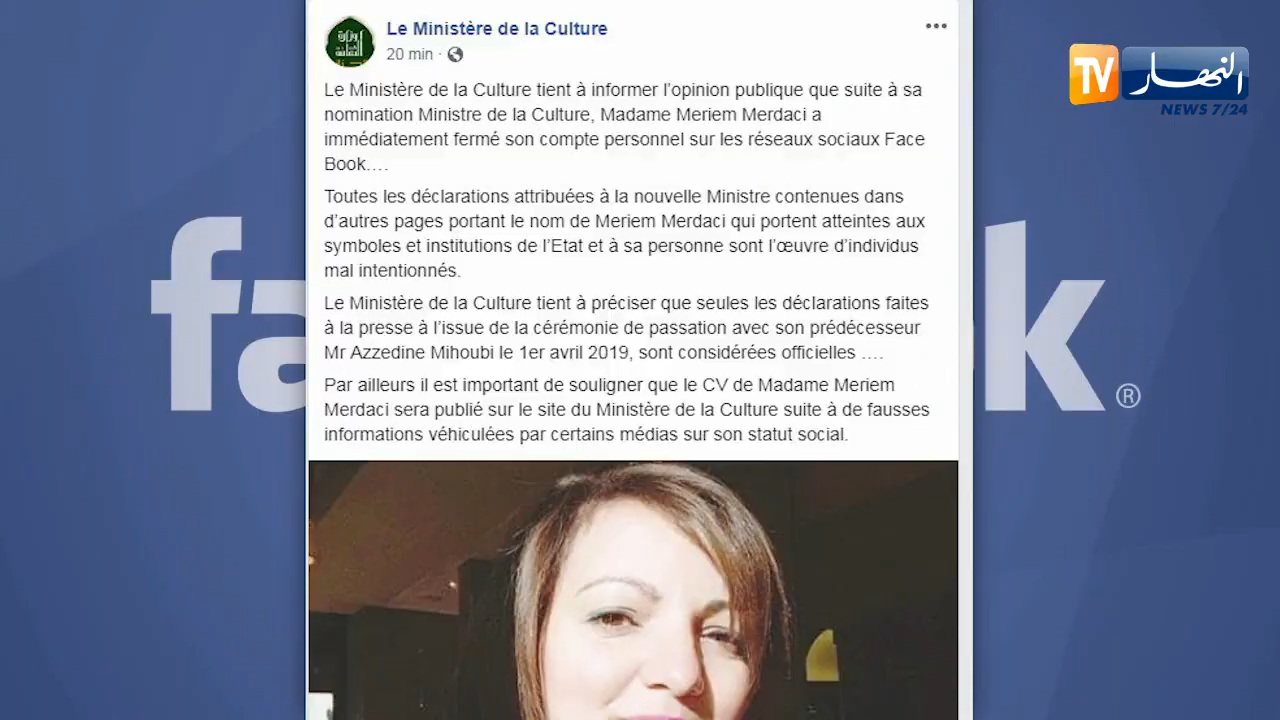 Le Ministère de la Culture
20 min
Le Ministère de la Culture tient à informer l’opinion publique que suite à sa
nomination Ministre de la Culture, Madame Meriem Merdaci a
immédiatement fermé son compte personnel sur les réseaux sociaux Face
Book….
Toutes les déclarations attribuées à la nouvelle Ministre contenues dans
d’autres pages portant le nom de Meriem Merdaci qui portent atteintes aux
symboles et institutions de l’Etat et à sa personne sont l’œuvre d’individus
mal intentionnés.
Le Ministère de la Culture tient à préciser que seules les déclarations faites
à la presse à l’issue de la cérémonie de passation avec son prédécesseur
Mr Azzedine Mihoubi le 1er avril 2019, sont considérées officielles ….
Par ailleurs il est important de souligner que le CV de Madame Meriem
Merdaci sera publié sur le site du Ministère de la Culture suite à de fausses
informations véhiculées par certains médias sur son statut social.
TV النهار
NEWS 7/24
fa
k®